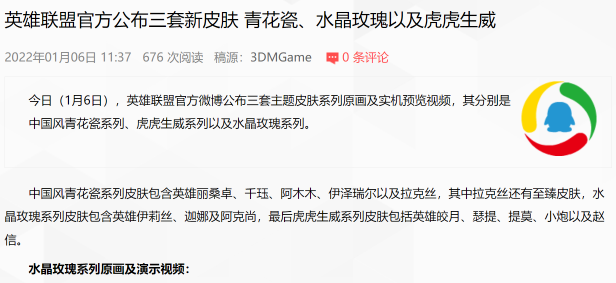 英雄联盟官方公布三套新皮肤 青花瓷、水晶玫瑰以及虎虎生威
2022年01月06日 11:37 676 次阅读 稿源：3DMGame 0 条评论
今日（1月6日），英雄联盟官方微博公布三套主题皮肤系列原画及实机预览视频，其分别是
中国风青花瓷系列、虎虎生威系列以及水晶玫瑰系列。
中国风青花瓷系列皮肤包含英雄丽桑卓、千珏、阿木木、伊泽瑞尔以及拉克丝，其中拉克丝还有至臻皮肤，水
晶玫瑰系列皮肤包含英雄伊莉丝、迦娜及阿克尚，最后虎虎生威系列皮肤包括英雄皎月、瑟提、提莫、小炮以及赵
信。
水晶玫瑰系列原画及演示视频：